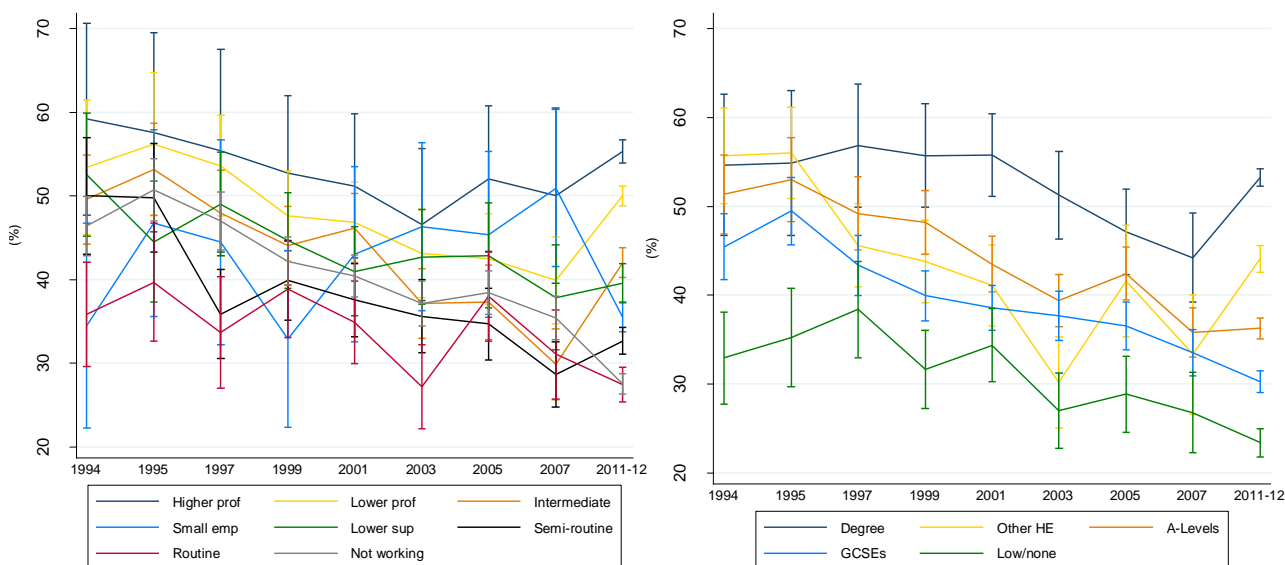 70
60
50
40
30
20
(%)
1994 1995 1997 1999 2001 2003 2005 2007 2011-12
Higher prof Lower prof Intermediate
Small emp Lower sup Semi-routine
Routine Not working
70
60
50
40
30
20
(%)
1994 1995 1997 1999 2001 2003 2005 2007 2011-12
Degree Other HE A-Levels
GCSEs Low/none